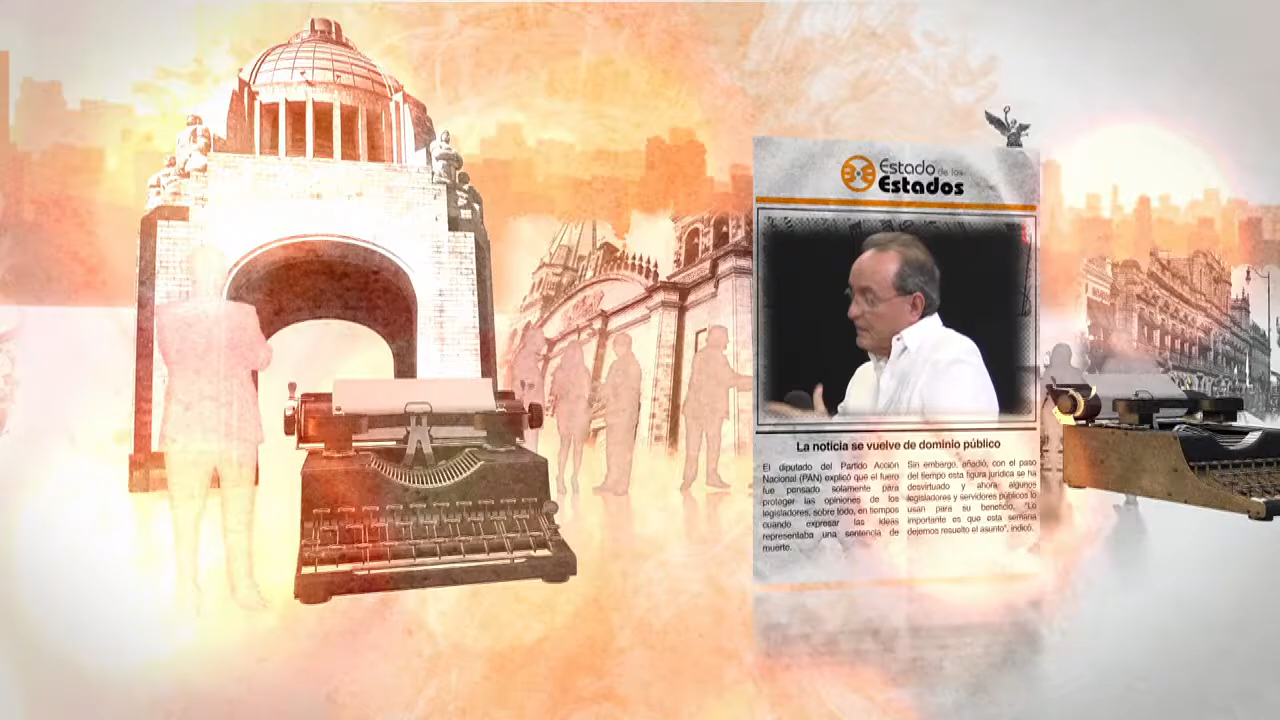 Estado de los
Estados
La noticia se vuelve de dominio público
El diputado del Partido Acción
Nacional (PAN) explicó que el fuero
fue pensado solamente para
proteger las opiniones de los
legisladores, sobre todo, en tiempos
cuando expresar las ideas
representaba una sentencia de
muerte.
Sin embargo, añadió, con el paso
del tiempo esta figura jurídica se ha
desvirtuado y ahora algunos
legisladores y servidores públicos lo
usan para su beneficio. "Lo
importante es que esta semana
dejemos resuelto el asunto", indicó.